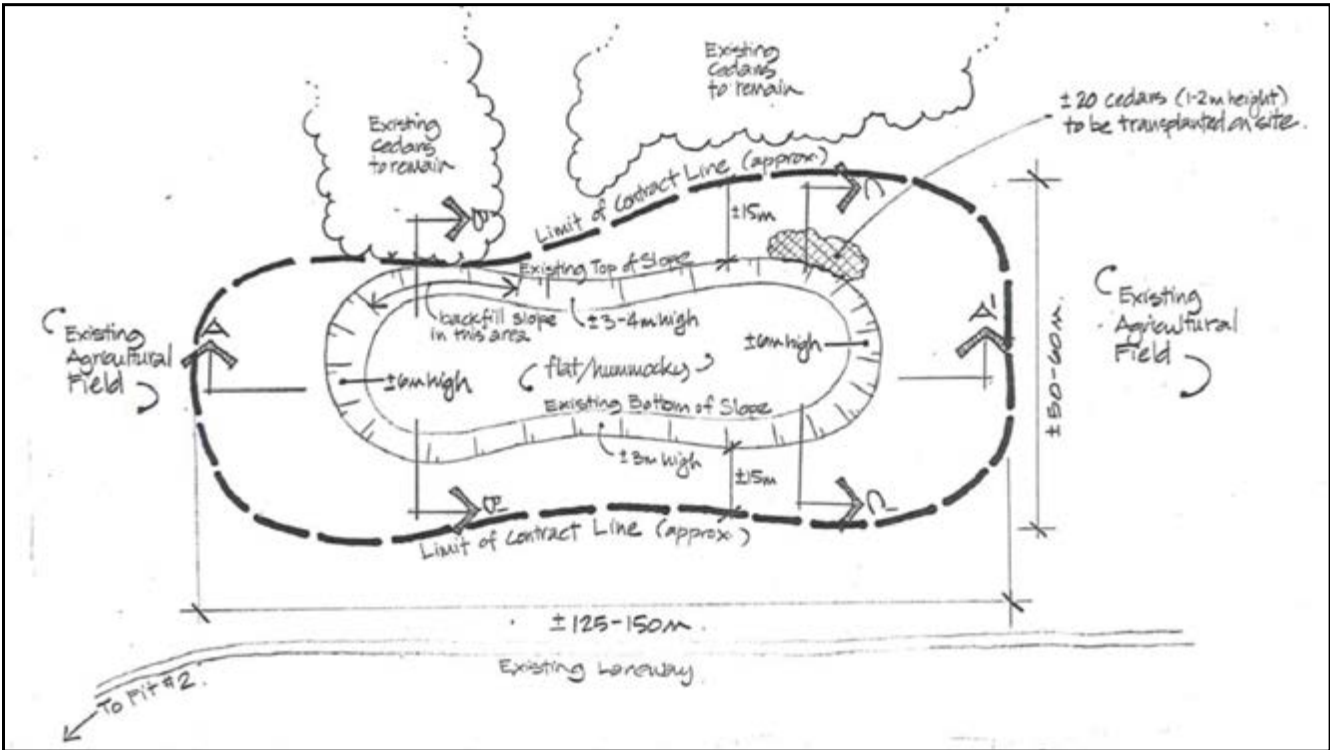 Existing
Cedars
to remain
Existing
Cedars
to remain
±20 cedars (1-2m height)
to be transplanted on site.
Limit of Contract Line (approx.)
±15m
Existing Top of Slope
backfill slope
in this area
±3-4m high
±6m high
±6m high
flat/hummocky
Existing Bottom of Slope
±3m high
±15m
Limit of Contract Line (approx.)
Existing
Agricultural
Field
Existing
Agricultural
Field
A
A'
B'
B
C
±50-60m.
±125-150m.
Existing Laneway
To Pit #2.